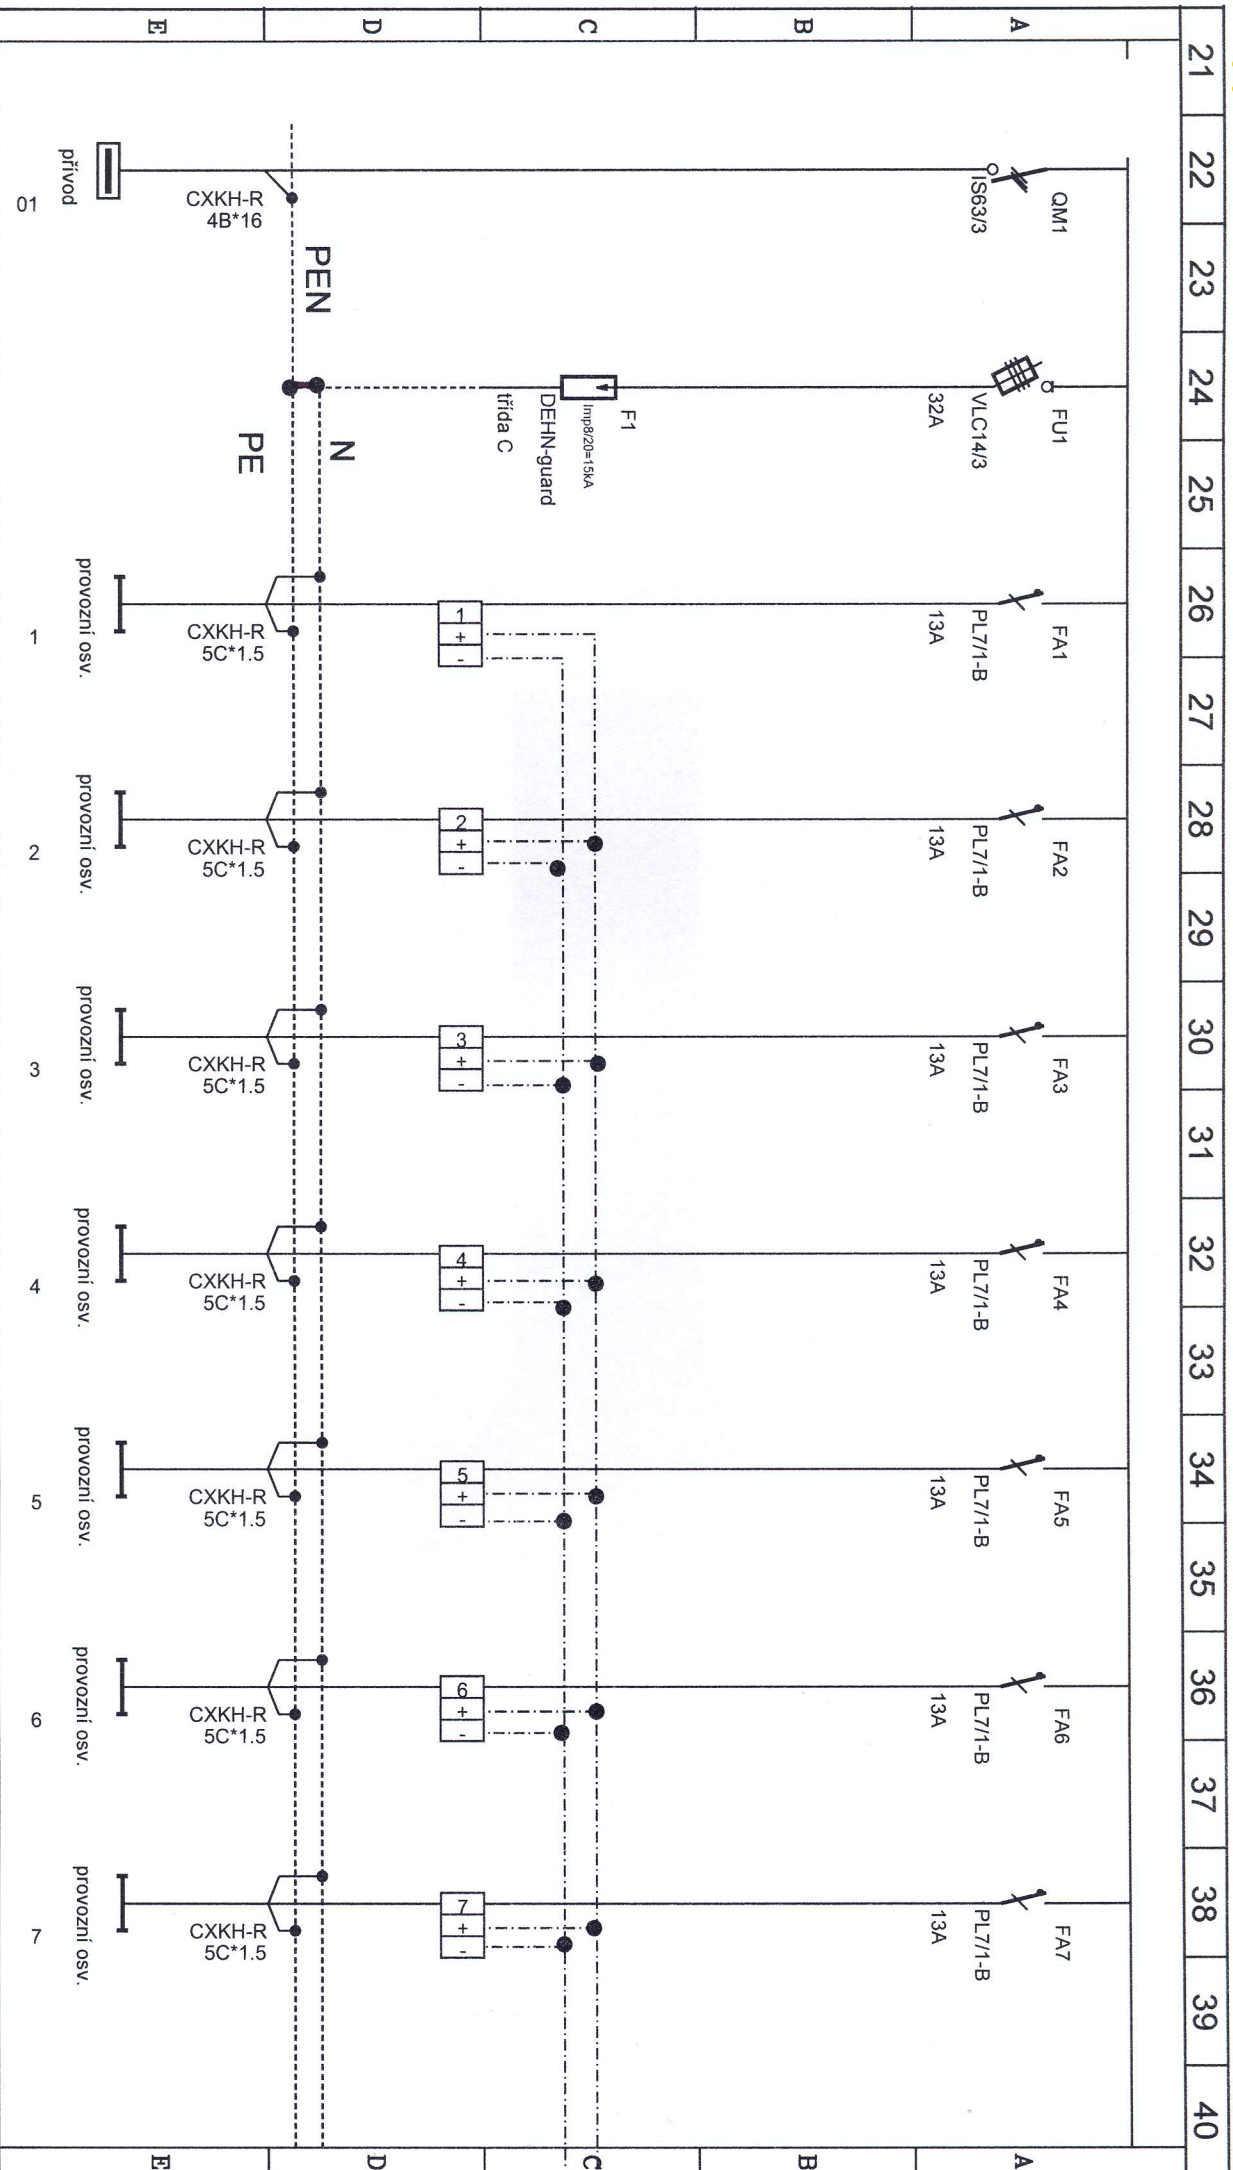 21
22
23
24
25
26
27
28
29
30
31
32
33
34
35
36
37
38
39
40
A
B
C
D
E
QM1
IS63/3
FU1
VLC14/3
32A
F1
Imp8/20=15kA
DEHN-guard
třída C
PEN
N
PE
CXKH-R
4B*16
přívod
01
FA1
PL7/1-B
13A
1
+
-
CXKH-R
5C*1.5
provozní osv.
1
FA2
PL7/1-B
13A
2
+
-
CXKH-R
5C*1.5
provozní osv.
2
FA3
PL7/1-B
13A
3
+
-
CXKH-R
5C*1.5
provozní osv.
3
FA4
PL7/1-B
13A
4
+
-
CXKH-R
5C*1.5
provozní osv.
4
FA5
PL7/1-B
13A
5
+
-
CXKH-R
5C*1.5
provozní osv.
5
FA6
PL7/1-B
13A
6
+
-
CXKH-R
5C*1.5
provozní osv.
6
FA7
PL7/1-B
13A
7
+
-
CXKH-R
5C*1.5
provozní osv.
7
A
B
C
D
E